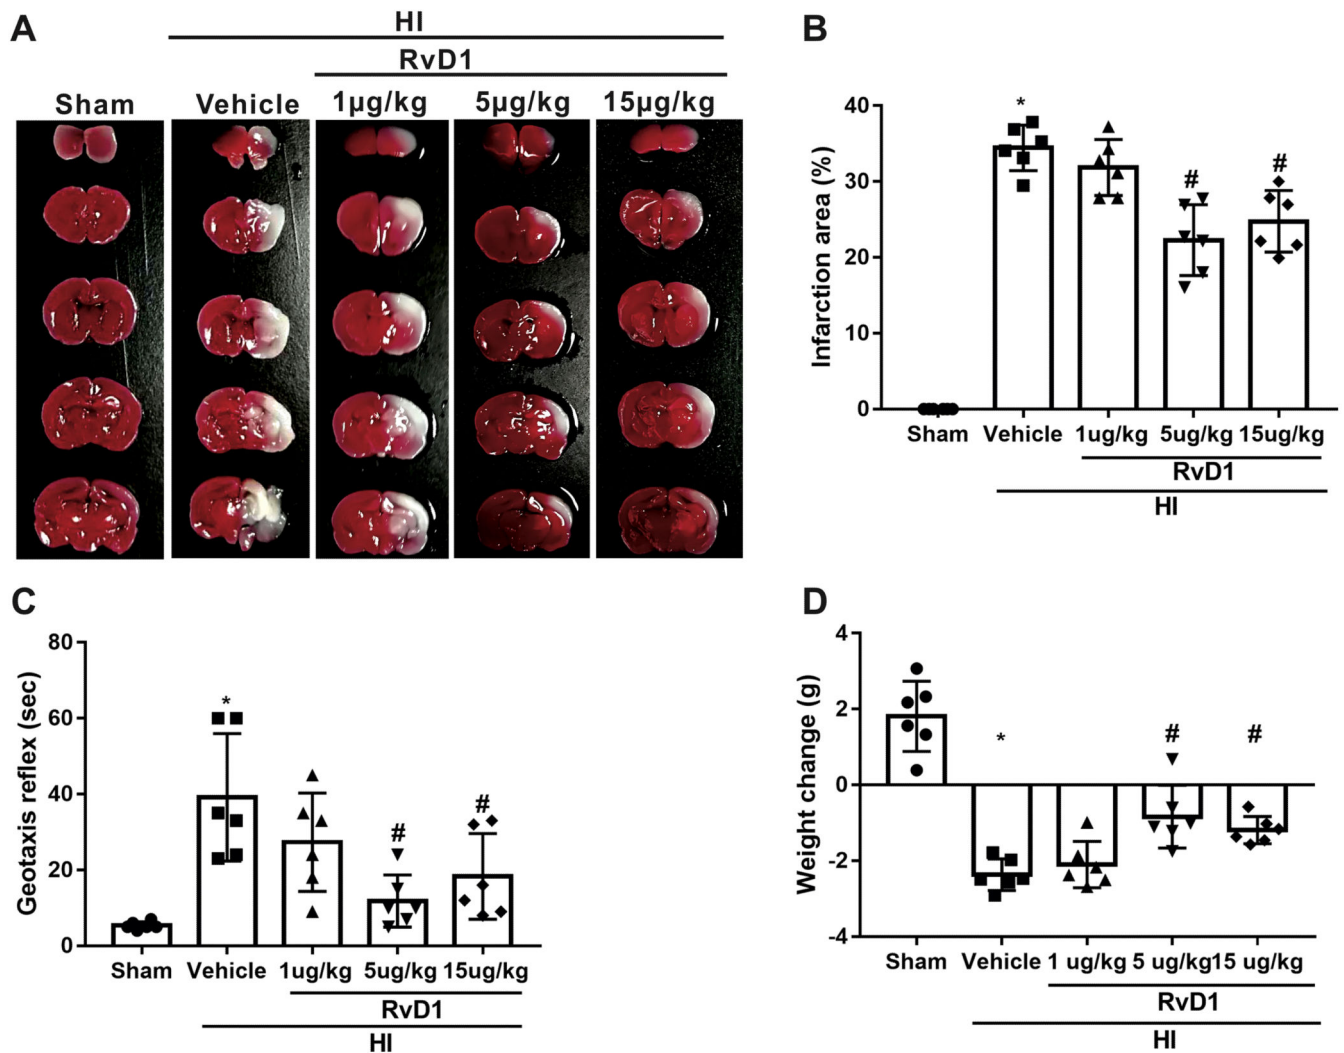 A
HI
RvD1
Sham Vehicle 1µg/kg 5µg/kg 15µg/kg
B
Infarction area (%)
40
30
20
10
0
*
#
#
Sham Vehicle 1ug/kg 5ug/kg 15ug/kg
RvD1
HI
C
Geotaxis reflex (sec)
80
60
40
20
0
*
#
#
Sham Vehicle 1ug/kg 5ug/kg 15ug/kg
RvD1
HI
D
Weight change (g)
4
2
0
-2
-4
*
#
#
Sham Vehicle 1 ug/kg 5 ug/kg 15 ug/kg
RvD1
HI